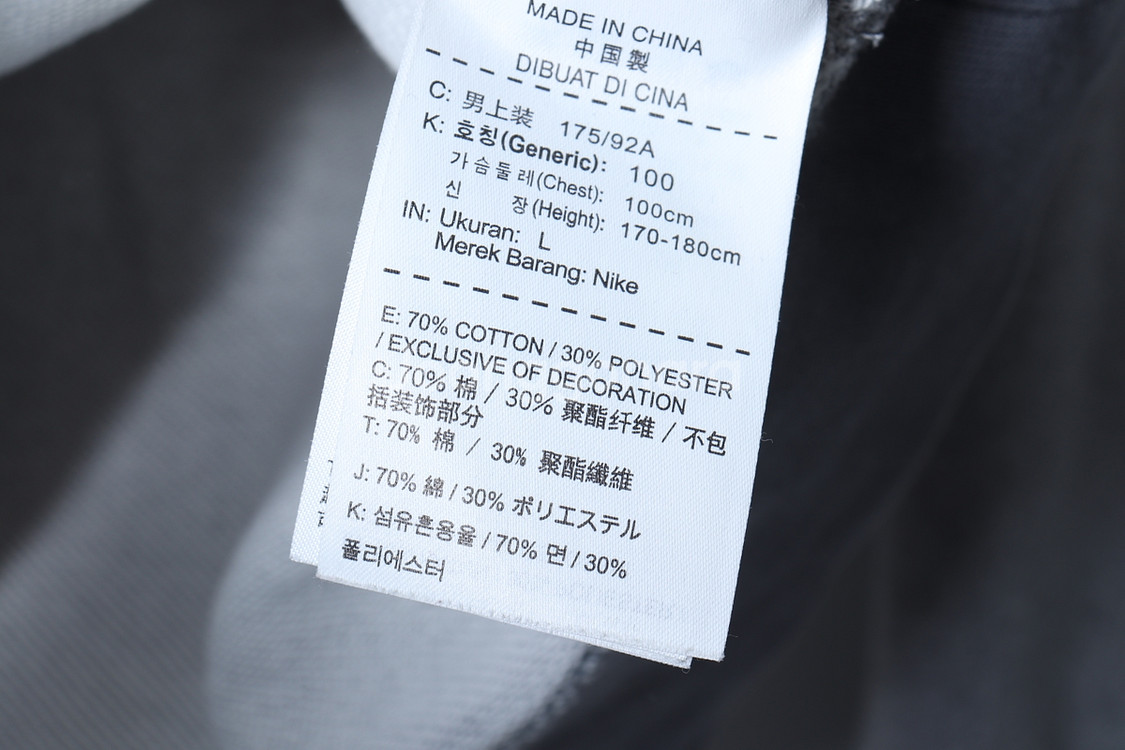 MADE IN CHINA
中国製
DIBUAT DI CINA
C: 男上装 175/92A
K: 호칭(Generic): 100
가슴둘레(Chest): 100cm
신 장(Height): 170-180cm
IN: Ukuran: L
Merek Barang: Nike
E: 70% COTTON / 30% POLYESTER
/ EXCLUSIVE OF DECORATION
C: 70% 棉 / 30% 聚酯纤维 / 不包
括装饰部分
T: 70% 棉 / 30% 聚酯纖維
J: 70% 綿 / 30% ポリエステル
K: 섬유혼용율 / 70% 면 / 30%
폴리에스터